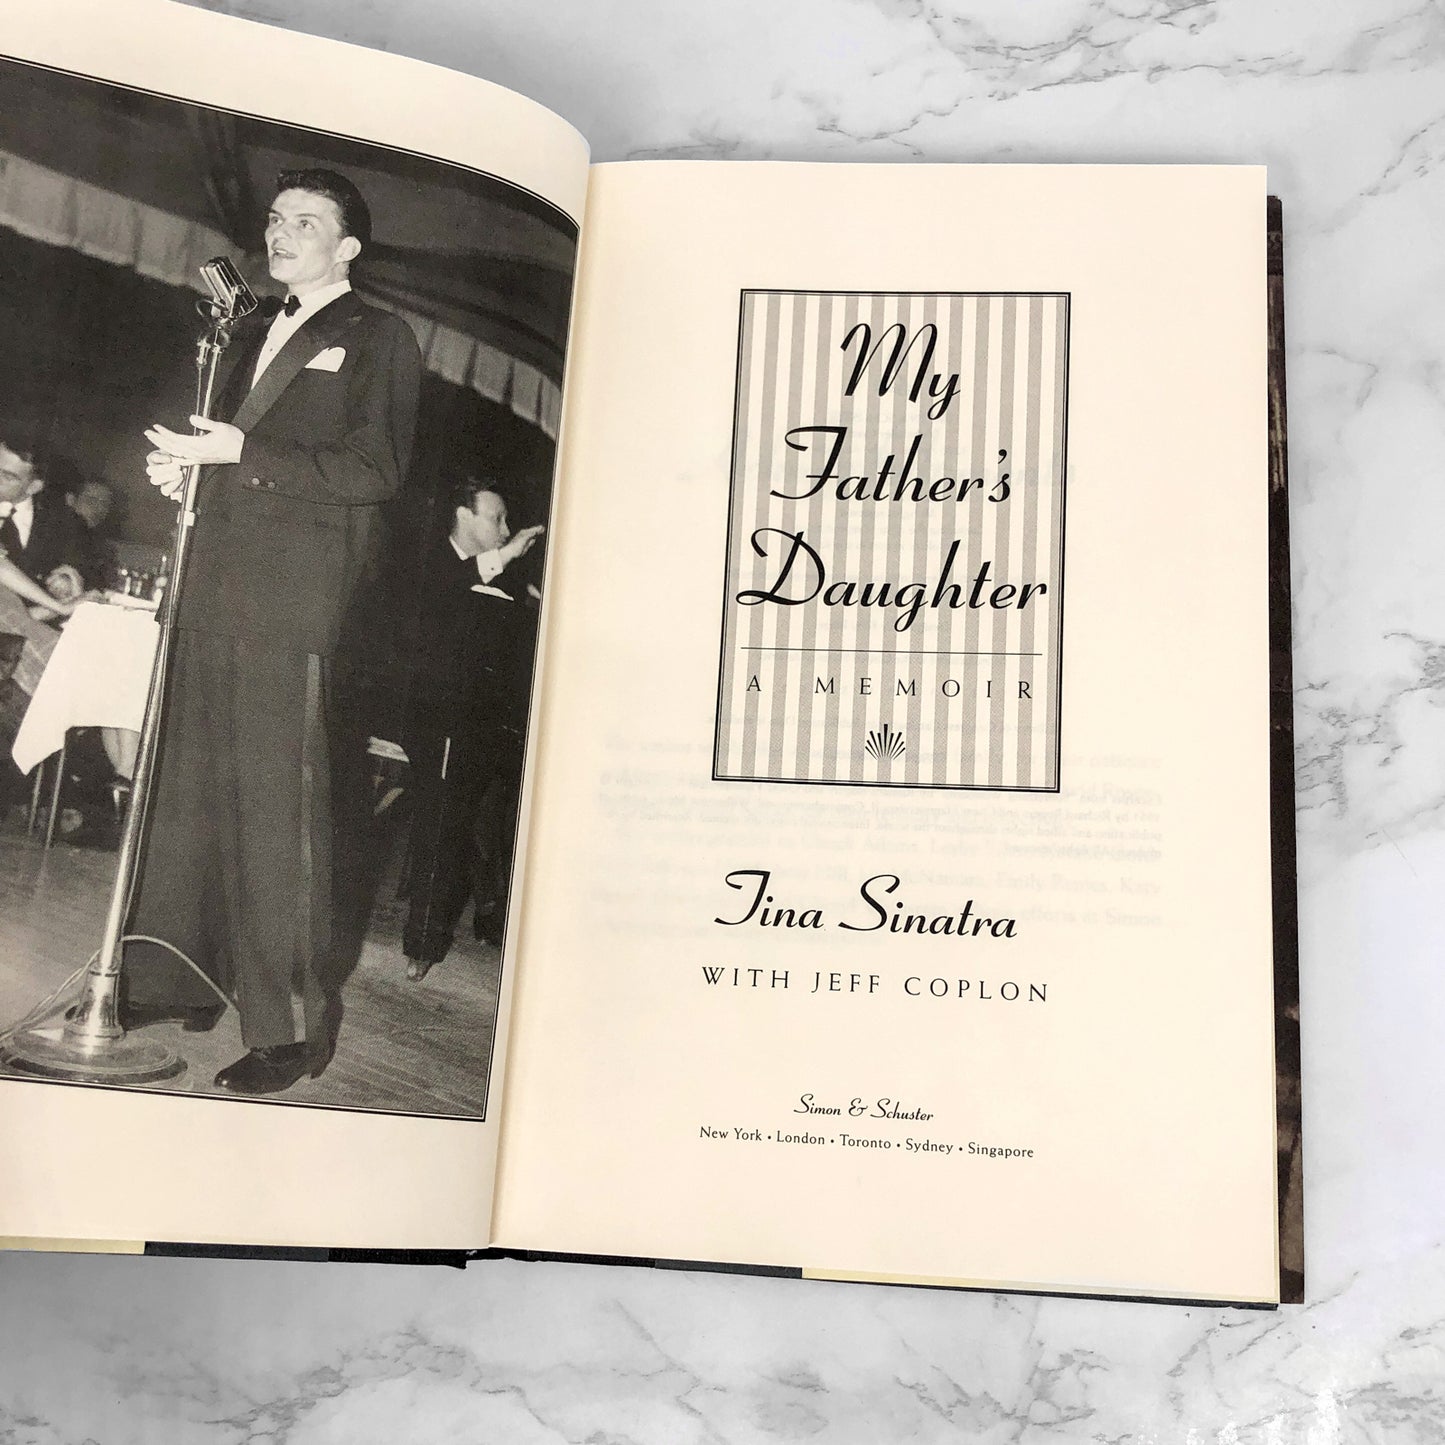 My
Father's
Daughter
A MEMOIR
Tina Sinatra
WITH JEFF COPLON
Simon & Schuster
New York • London • Toronto • Sydney • Singapore